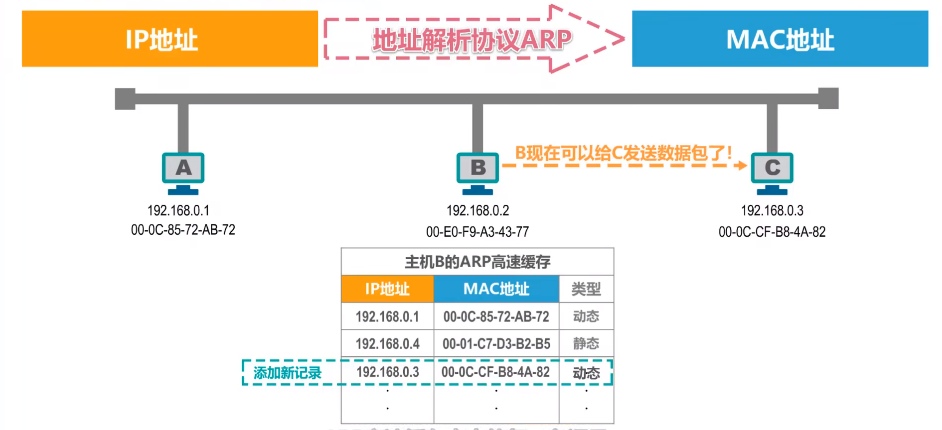 IP地址
地址解析协议ARP
MAC地址
A
B
B现在可以给C发送数据包了!
C
192.168.0.1
00-0C-85-72-AB-72
192.168.0.2
00-E0-F9-A3-43-77
192.168.0.3
00-0C-CF-B8-4A-82
主机B的ARP高速缓存
IP地址 MAC地址 类型
192.168.0.1 00-0C-85-72-AB-72 动态
192.168.0.4 00-01-C7-D3-B2-B5 静态
添加新记录 192.168.0.3 00-0C-CF-B8-4A-82 动态